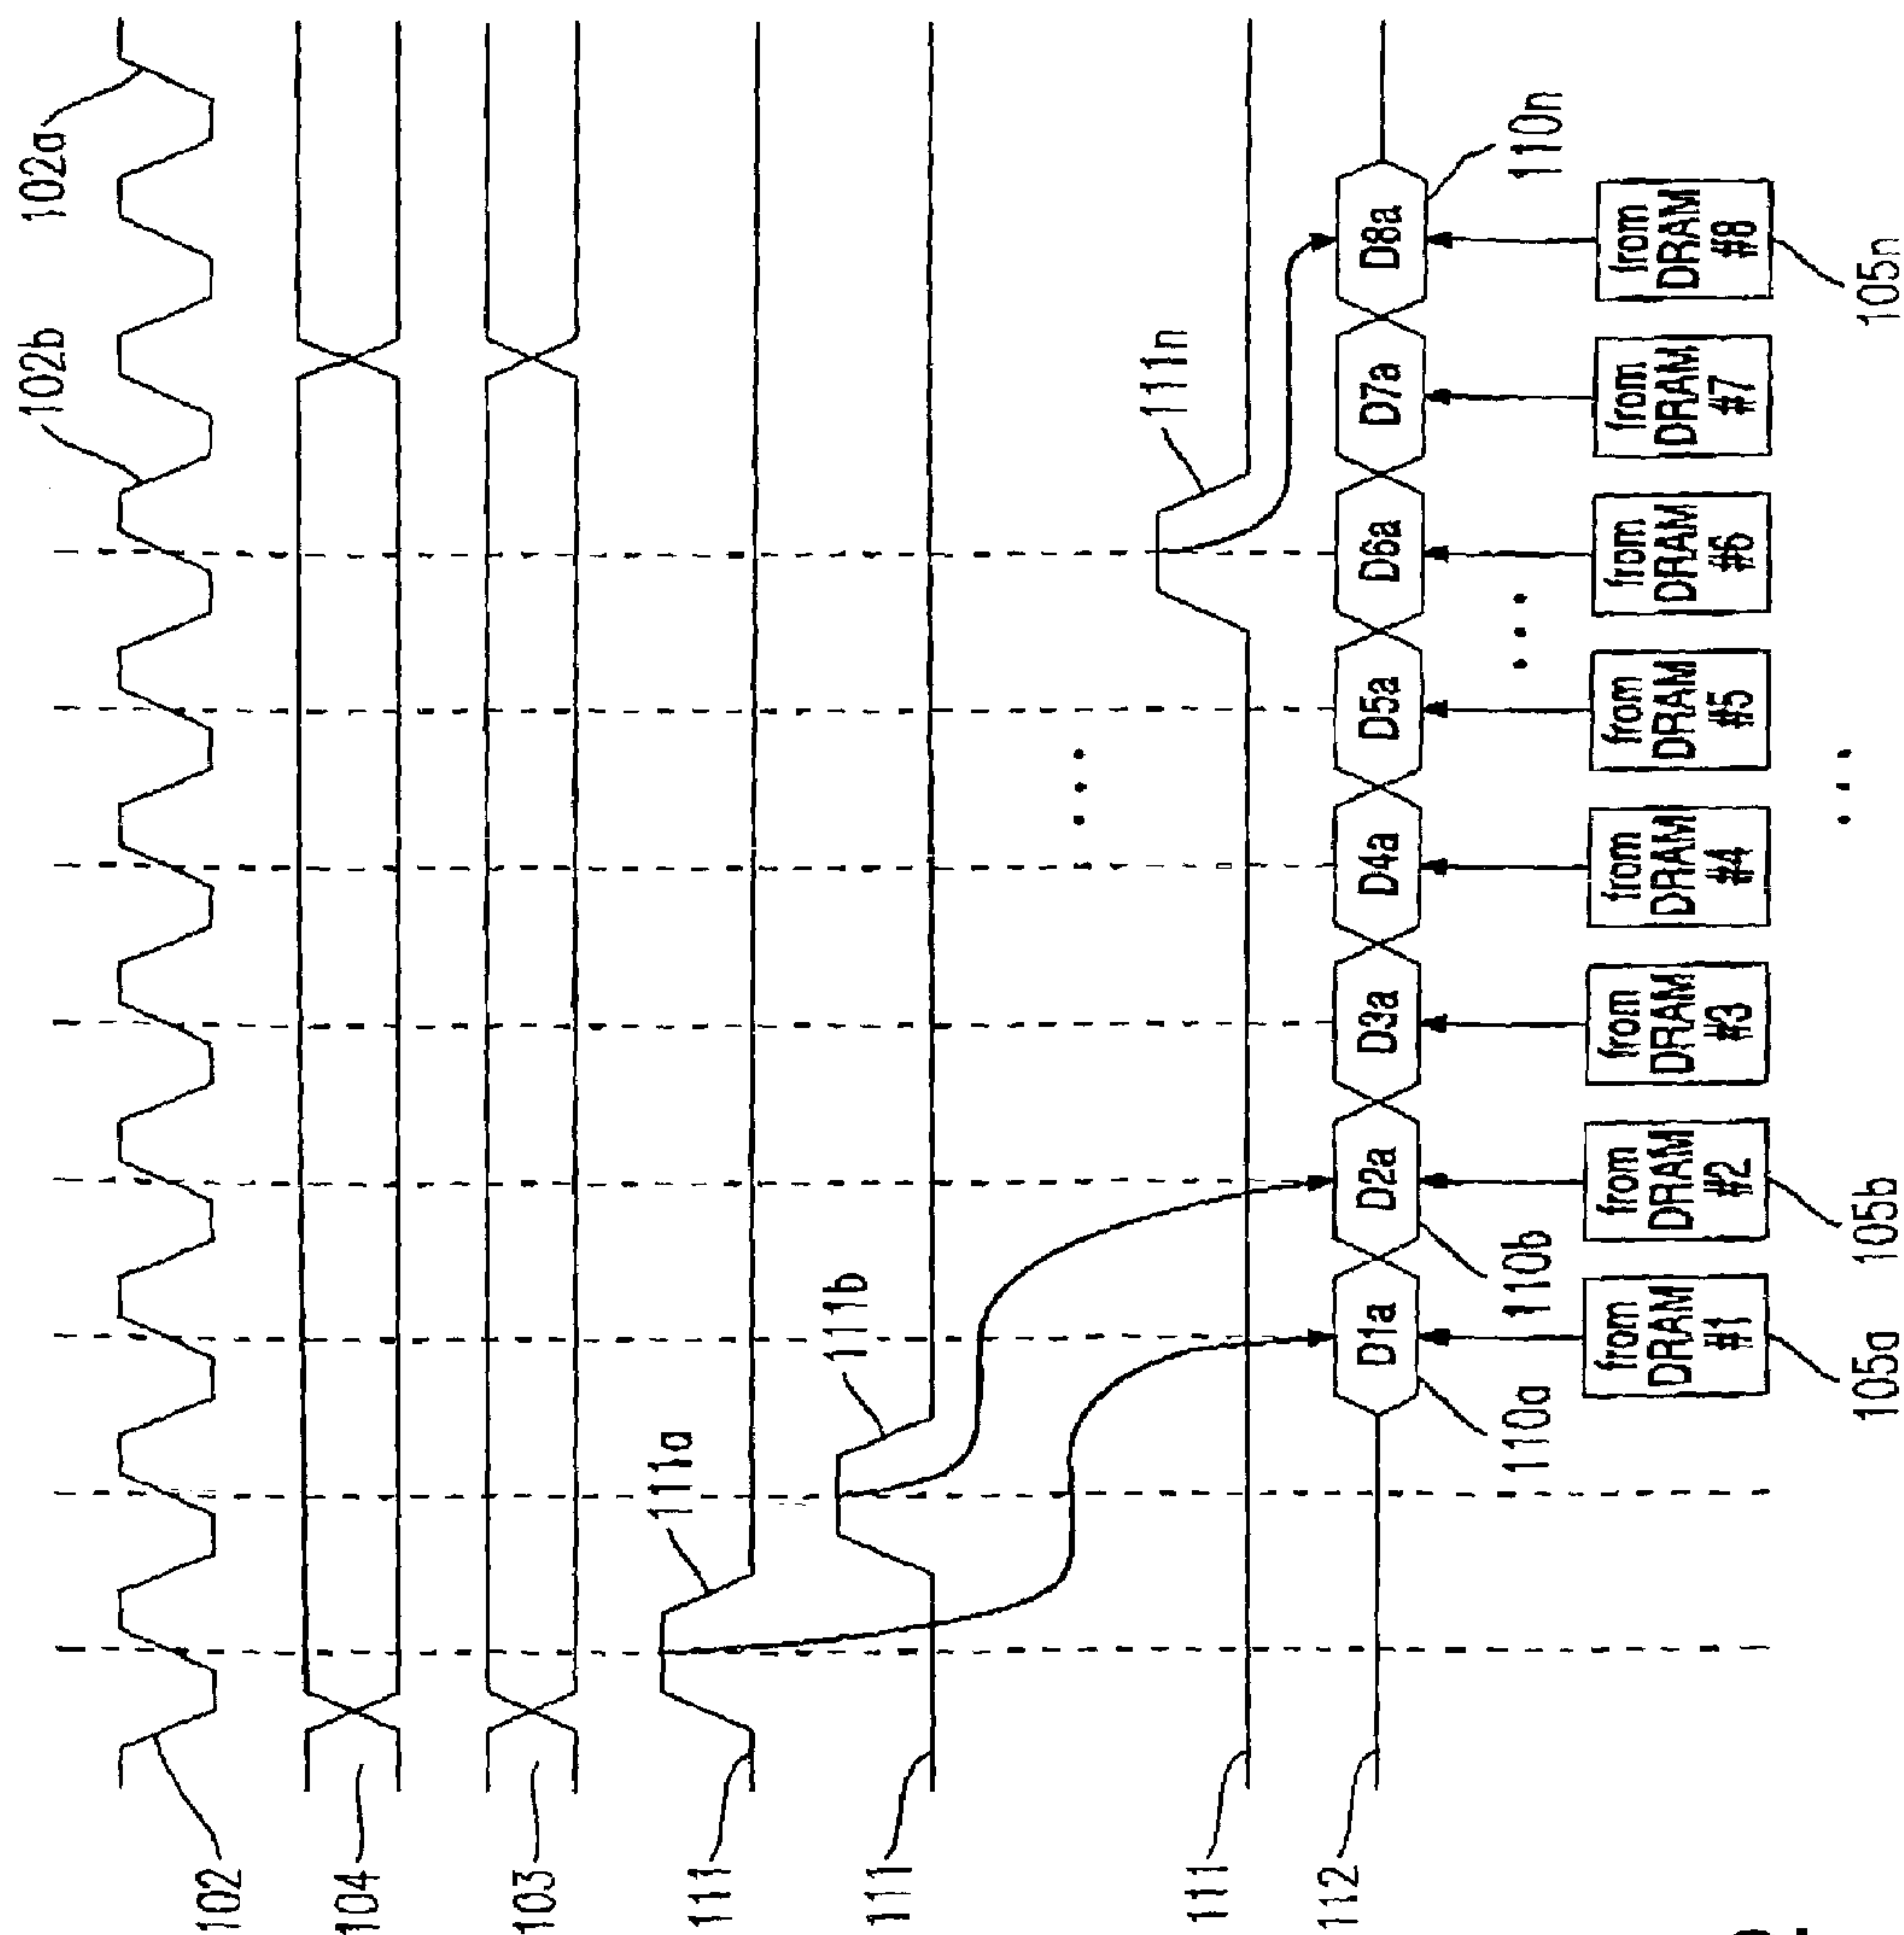 102a
102b
102
104
103
111
111a
111
111b
111
111n
112
D1a
D2a
D3a
D4a
D5a
D6a
D7a
D8a
110a
110b
110n
from
DRAM
#1
from
DRAM
#2
from
DRAM
#3
from
DRAM
#4
from
DRAM
#5
from
DRAM
#6
from
DRAM
#7
from
DRAM
#8
105a
105b
105n